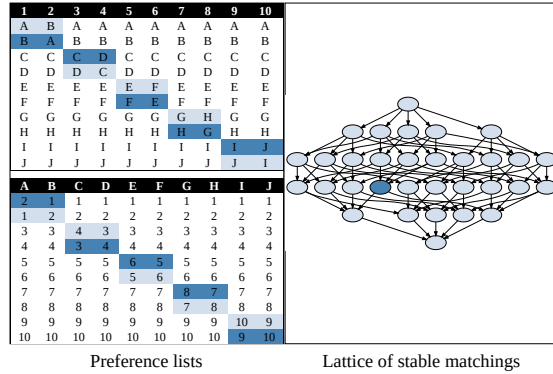 1 2 3 4 5 6 7 8 9 10
A B A A A A A A A A
B A B B B B B B B B
C C C D C C C C C C
D D D C D D D D D D
E E E E E F E E E E
F F F F F E F F F F
G G G G G G G H G G
H H H H H H H G H H
I I I I I I I I I J
J J J J J J J J J I
A B C D E F G H I J
2 1 1 1 1 1 1 1 1 1
1 2 2 2 2 2 2 2 2 2
3 3 4 3 3 3 3 3 3 3
4 4 3 4 4 4 4 4 4 4
5 5 5 5 6 5 5 5 5 5
6 6 6 6 5 6 6 6 6 6
7 7 7 7 7 7 8 7 7 7
8 8 8 8 8 8 7 8 8 8
9 9 9 9 9 9 9 9 10 9
10 10 10 10 10 10 10 10 9 10
Preference lists
Lattice of stable matchings